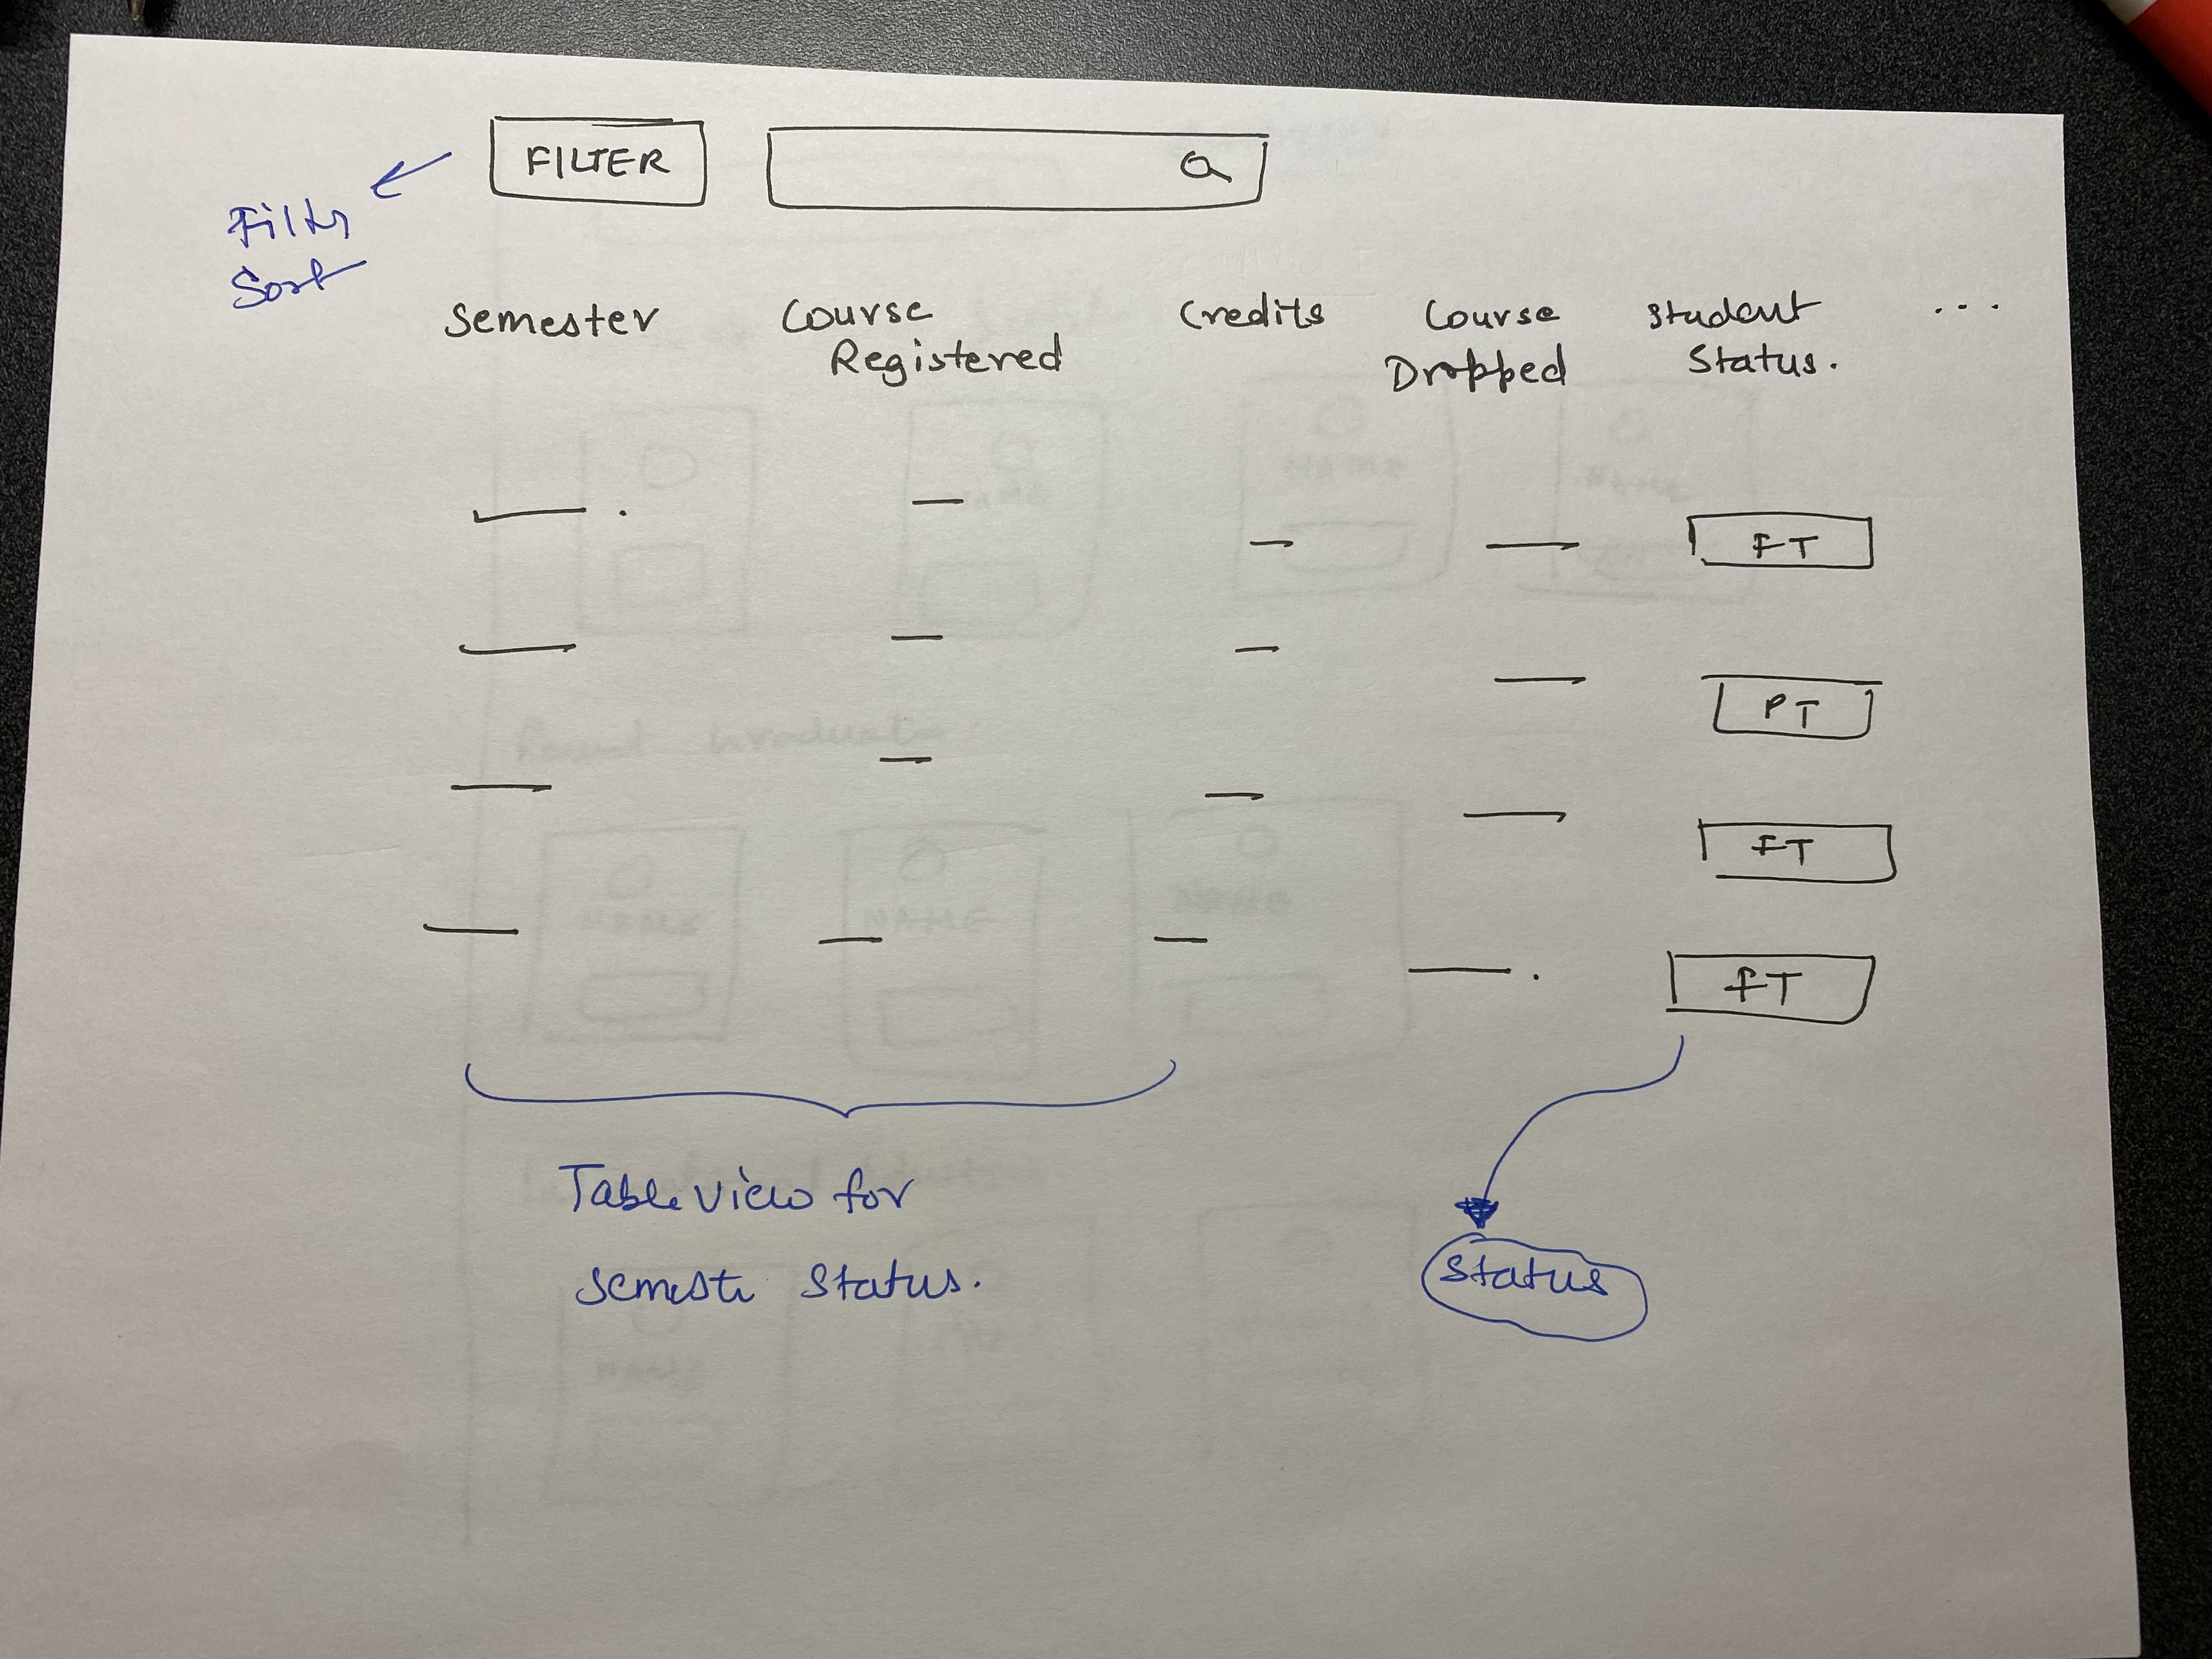 Filter
Sort
FILTER
Semester
Course
Registered
Credits
Course
Dropped
Student
Status.
...
FT
PT
FT
FT
Table view for
Semester Status.
Status